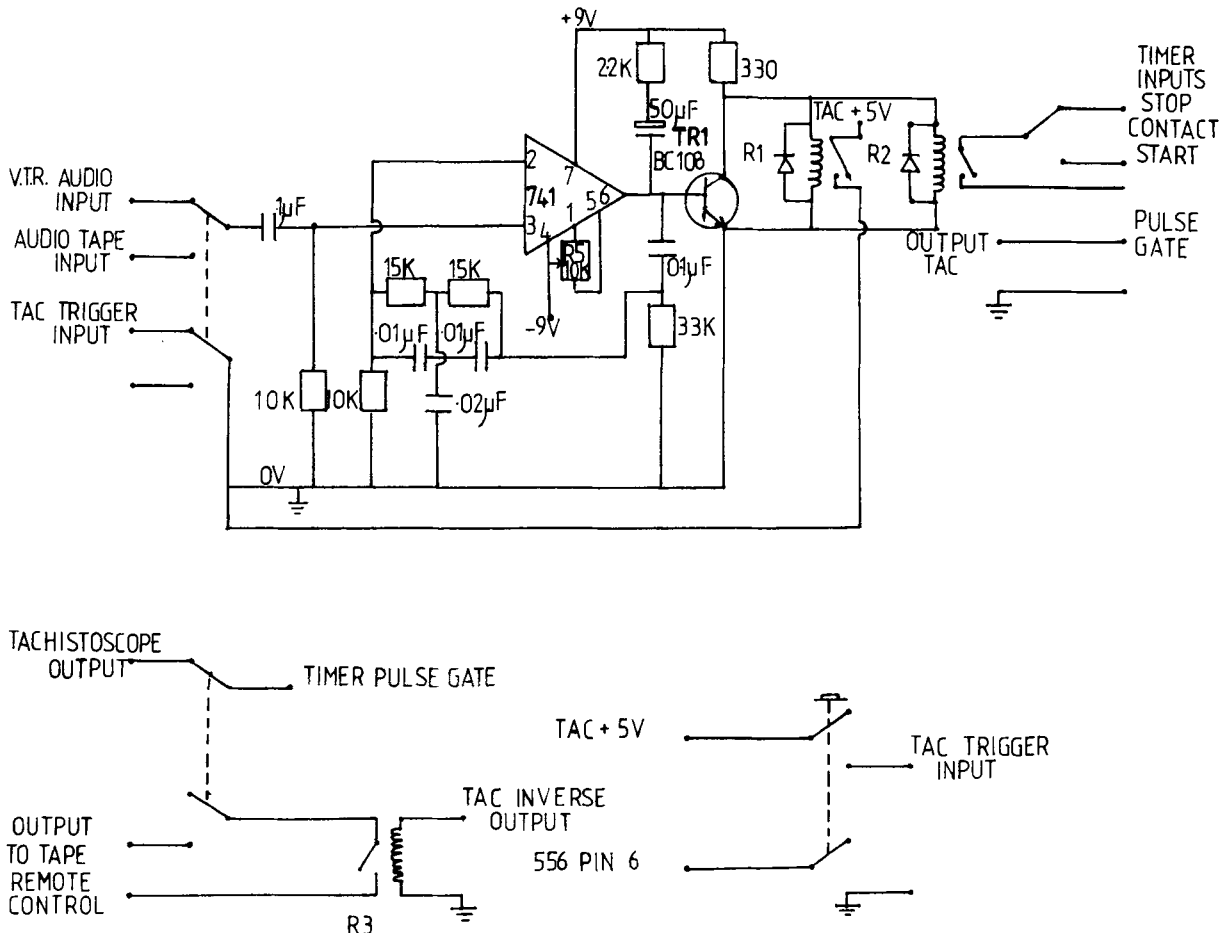 +9V
22K
330
50µF
TR1
BC108
TAC + 5V
R1
R2
TIMER
INPUTS
STOP
CONTACT
START
PULSE
GATE
OUTPUT
TAC
V.T.R. AUDIO
INPUT
AUDIO TAPE
INPUT
TAC TRIGGER
INPUT
.1µF
2
7
741
3
4
1
5
6
R5
10K
-9V
15K
15K
.01µF
.01µF
.02µF
10K
10K
0.1µF
33K
0V
TACHISTOSCOPE
OUTPUT
TIMER PULSE GATE
TAC INVERSE
OUTPUT
OUTPUT
TO TAPE
REMOTE
CONTROL
R3
TAC + 5V
556 PIN 6
TAC TRIGGER
INPUT